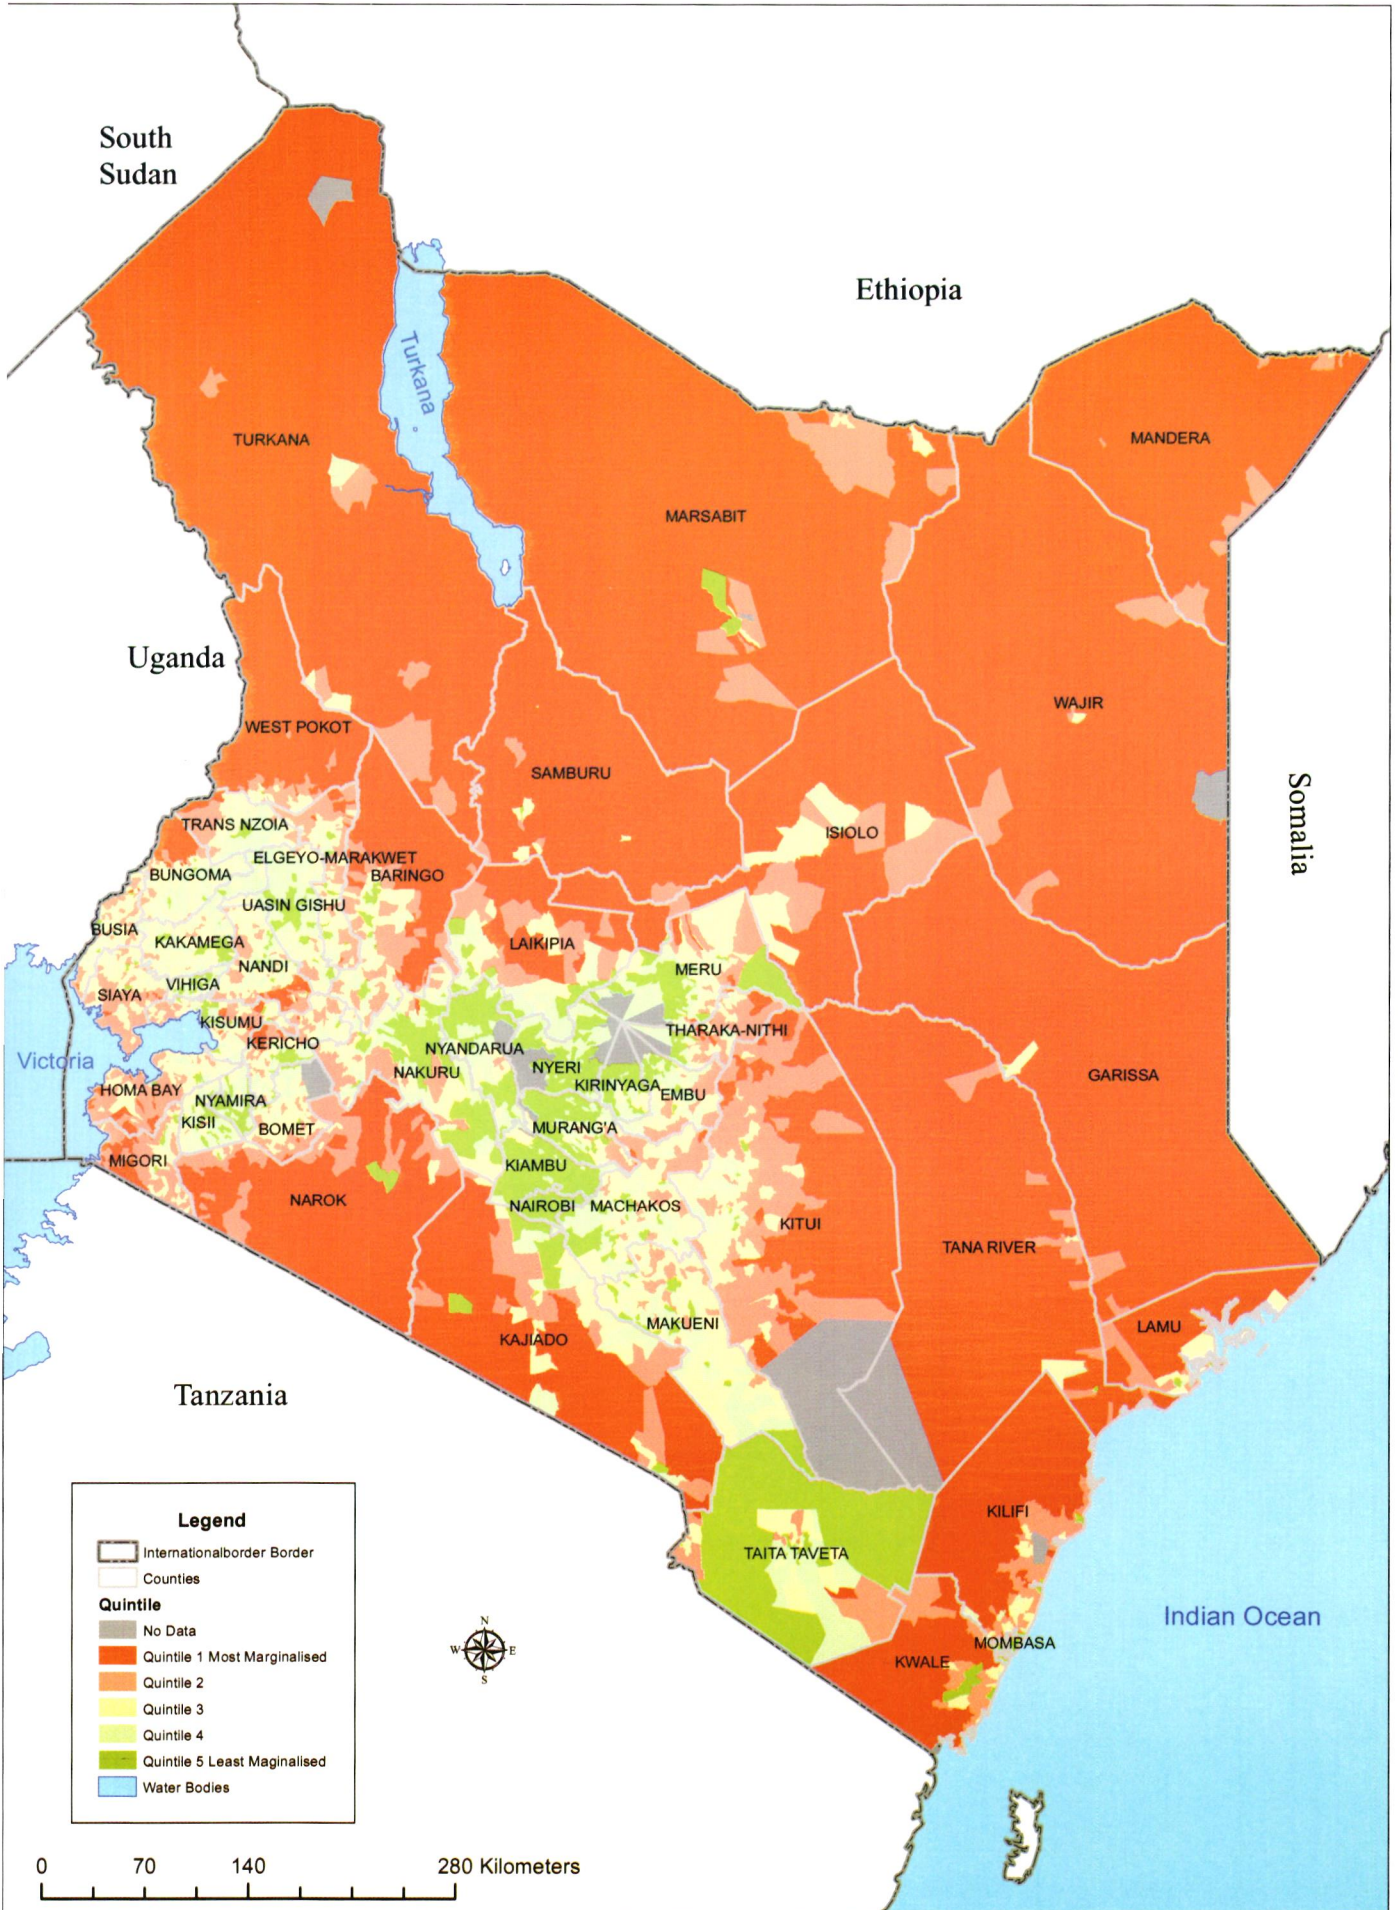 South
Sudan
Ethiopia
Turkana
TURKANA
MANDERA
MARSABIT
Uganda
WAJIR
WEST POKOT
SAMBURU
Somalia
TRANS NZOIA
ISIOLO
ELGEYO-MARAKWET
BUNGOMA
BARINGO
UASIN GISHU
BUSIA
KAKAMEGA
LAIKIPIA
NANDI
MERU
VIHIGA
SIAYA
KISUMU
THARAKA-NITHI
KERICHO
NYANDARUA
Victoria
NYERI
NAKURU
GARISSA
KIRINYAGA
HOMA BAY
EMBU
NYAMIRA
KISII
MURANG'A
BOMET
MIGORI
KIAMBU
NAROK
NAIROBI
MACHAKOS
KITUI
TANA RIVER
MAKUENI
LAMU
KAJIADO
Tanzania
KILIFI
TAITA TAVETA
Indian Ocean
MOMBASA
KWALE
Legend
Internationalborder Border
Counties
Quintile
No Data
Quintile 1 Most Marginalised
Quintile 2
Quintile 3
Quintile 4
Quintile 5 Least Maginalised
Water Bodies
N
W E
S
0 70 140 280 Kilometers